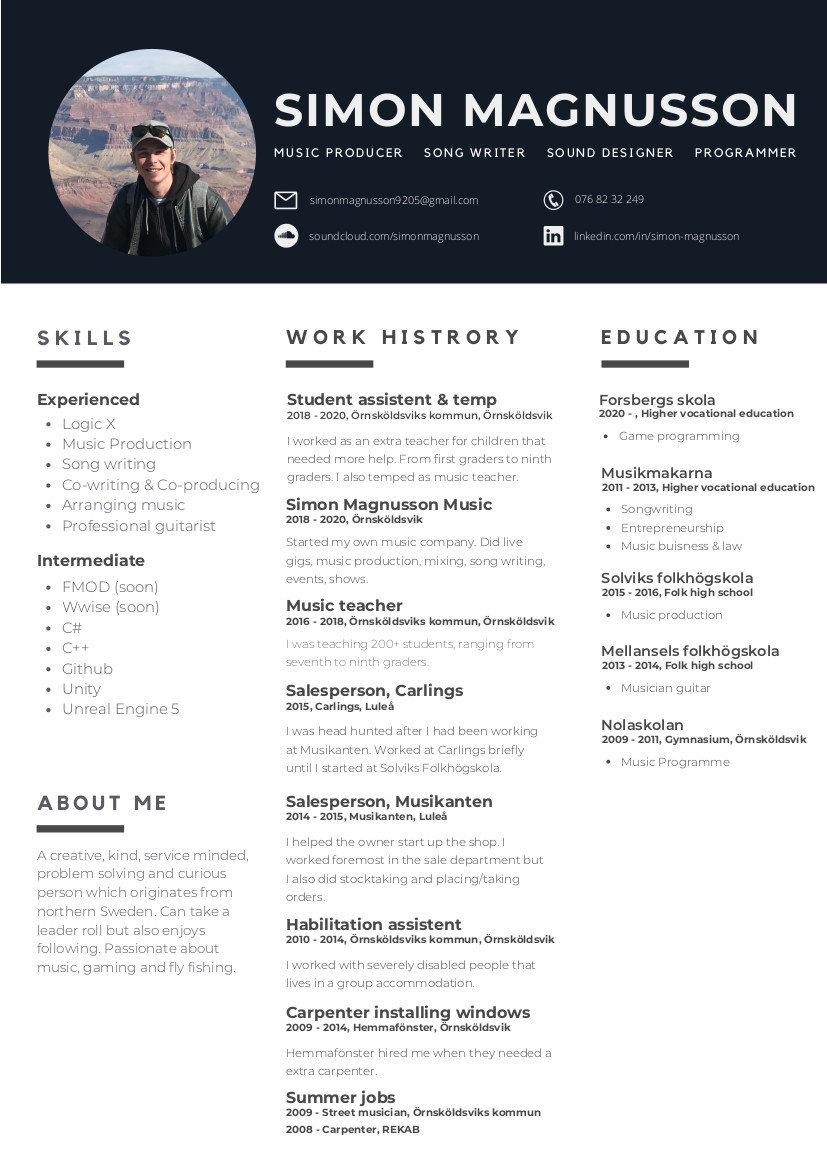 SIMON MAGNUSSON
MUSIC PRODUCER SONG WRITER SOUND DESIGNER PROGRAMMER
simonmagnusson9205@gmail.com 076 82 32 249
soundcloud.com/simonmagnusson linkedin.com/in/simon-magnusson
SKILLS
Experienced
• Logic X
• Music Production
• Song writing
• Co-writing & Co-producing
• Arranging music
• Professional guitarist
Intermediate
• FMOD (soon)
• Wwise (soon)
• C#
• C++
• Github
• Unity
• Unreal Engine 5
ABOUT ME
A creative, kind, service minded,
problem solving and curious
person which originates from
northern Sweden. Can take a
leader roll but also enjoys
following. Passionate about
music, gaming and fly fishing.
WORK HISTRORY
Student assistent & temp
2018 - 2020, Örnsköldsviks kommun, Örnsköldsvik
I worked as an extra teacher for children that
needed more help. From first graders to ninth
graders. I also temped as music teacher.
Simon Magnusson Music
2018 - 2020, Örnsköldsvik
Started my own music company. Did live
gigs, music production, mixing, song writing,
events, shows.
Music teacher
2016 - 2018, Örnsköldsviks kommun, Örnsköldsvik
I was teaching 200+ students, ranging from
seventh to ninth graders.
Salesperson, Carlings
2015, Carlings, Luleå
I was head hunted after I had been working
at Musikanten. Worked at Carlings briefly
until I started at Solviks Folkhögskola.
Salesperson, Musikanten
2014 - 2015, Musikanten, Luleå
I helped the owner start up the shop. I
worked foremost in the sale department but
I also did stocktaking and placing/taking
orders.
Habilitation assistent
2010 - 2014, Örnsköldsviks kommun, Örnsköldsvik
I worked with severely disabled people that
lives in a group accommodation.
Carpenter installing windows
2009 - 2014, Hemmafönster, Örnsköldsvik
Hemmafönster hired me when they needed a
extra carpenter.
Summer jobs
2009 - Street musician, Örnsköldsviks kommun
2008 - Carpenter, REKAB
EDUCATION
Forsbergs skola
2020 - , Higher vocational education
• Game programming
Musikmakarna
2011 - 2013, Higher vocational education
• Songwriting
• Entrepreneurship
• Music buisness & law
Solviks folkhögskola
2015 - 2016, Folk high school
• Music production
Mellansels folkhögskola
2013 - 2014, Folk high school
• Musician guitar
Nolaskolan
2009 - 2011, Gymnasium, Örnsköldsvik
• Music Programme